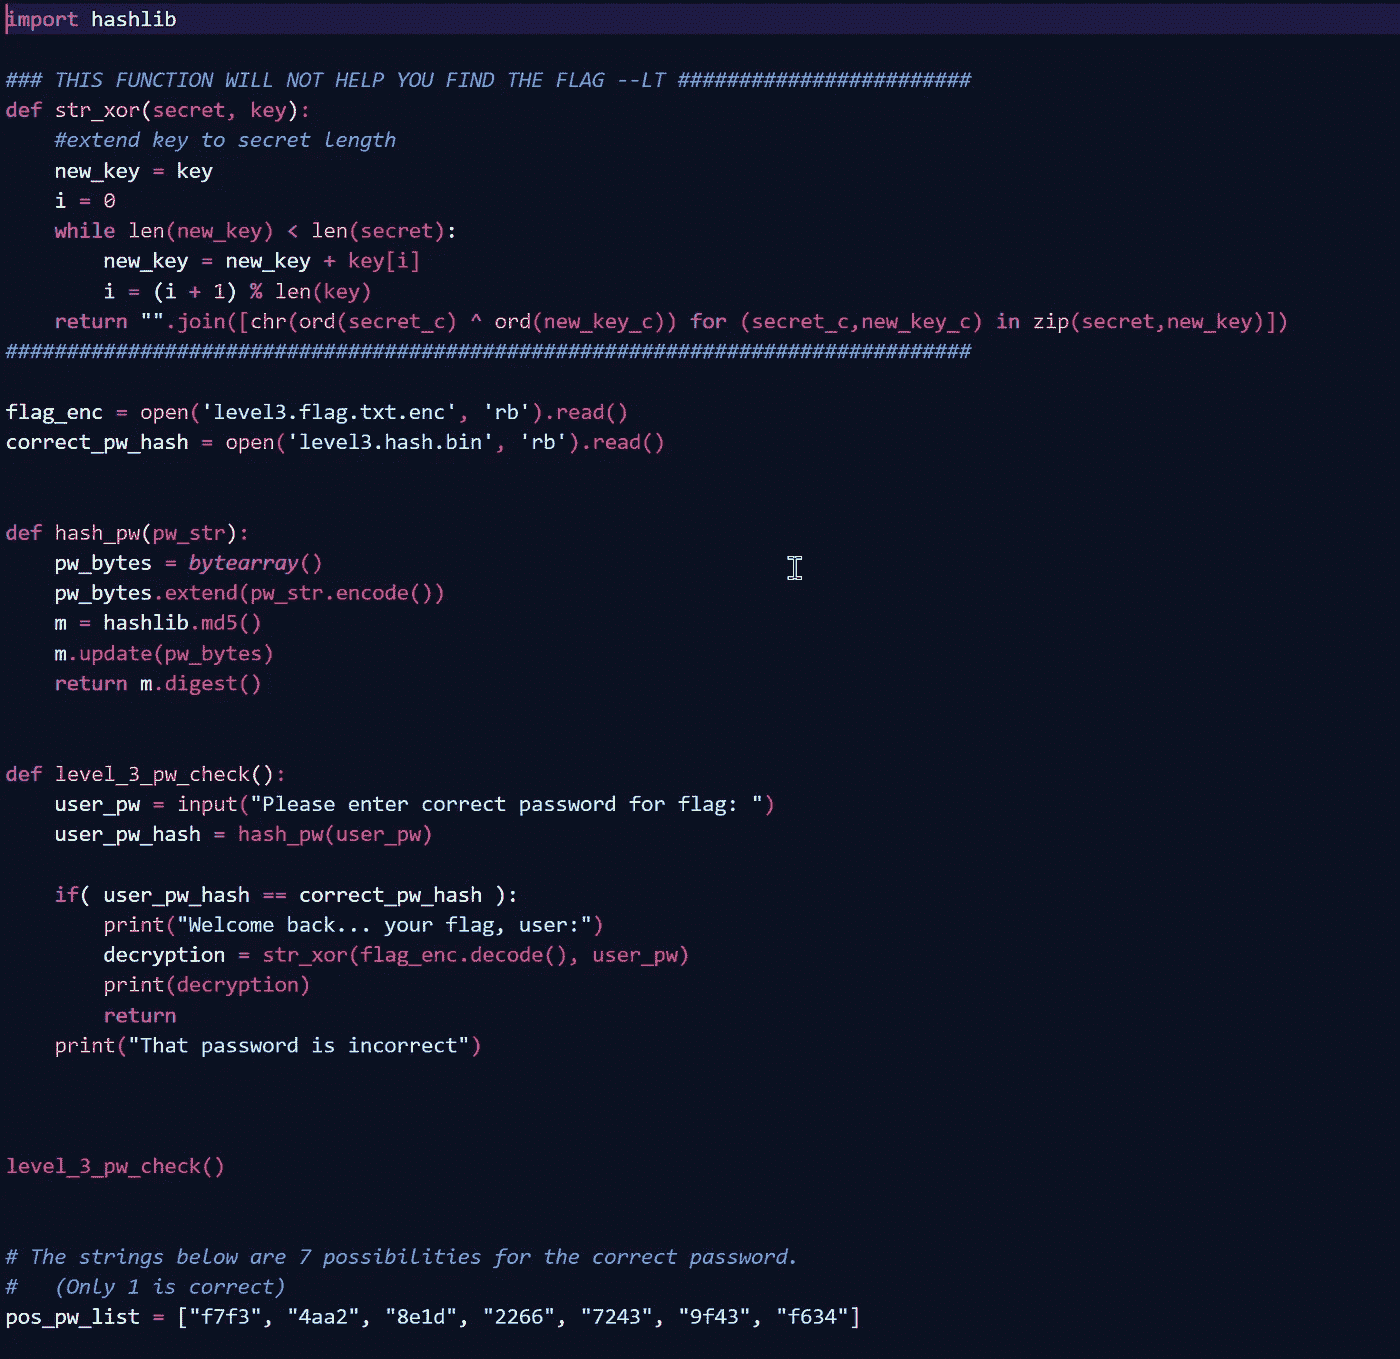 import hashlib
### THIS FUNCTION WILL NOT HELP YOU FIND THE FLAG --LT ########################
def str_xor(secret, key):
    #extend key to secret length
    new_key = key
    i = 0
    while len(new_key) < len(secret):
        new_key = new_key + key[i]
        i = (i + 1) % len(key)
    return "".join([chr(ord(secret_c) ^ ord(new_key_c)) for (secret_c,new_key_c) in zip(secret,new_key)])
###############################################################################
flag_enc = open('level3.flag.txt.enc', 'rb').read()
correct_pw_hash = open('level3.hash.bin', 'rb').read()
def hash_pw(pw_str):
    pw_bytes = bytearray()
    pw_bytes.extend(pw_str.encode())
    m = hashlib.md5()
    m.update(pw_bytes)
    return m.digest()
def level_3_pw_check():
    user_pw = input("Please enter correct password for flag: ")
    user_pw_hash = hash_pw(user_pw)
    if( user_pw_hash == correct_pw_hash ):
        print("Welcome back... your flag, user:")
        decryption = str_xor(flag_enc.decode(), user_pw)
        print(decryption)
        return
    print("That password is incorrect")
level_3_pw_check()
# The strings below are 7 possibilities for the correct password.
#   (Only 1 is correct)
pos_pw_list = ["f7f3", "4aa2", "8e1d", "2266", "7243", "9f43", "f634"]